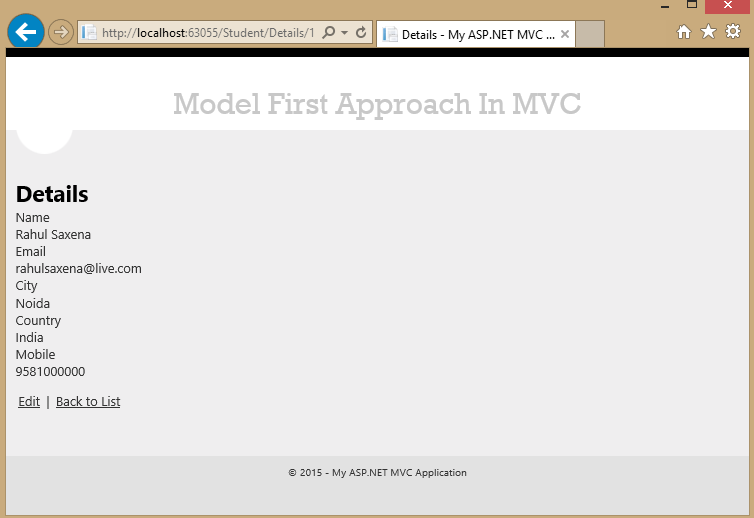 http://localhost:63055/Student/Details/1
Details - My ASP.NET MVC ...
Model First Approach In MVC
Details
Name
Rahul Saxena
Email
rahulsaxena@live.com
City
Noida
Country
India
Mobile
9581000000
Edit | Back to List
© 2015 - My ASP.NET MVC Application